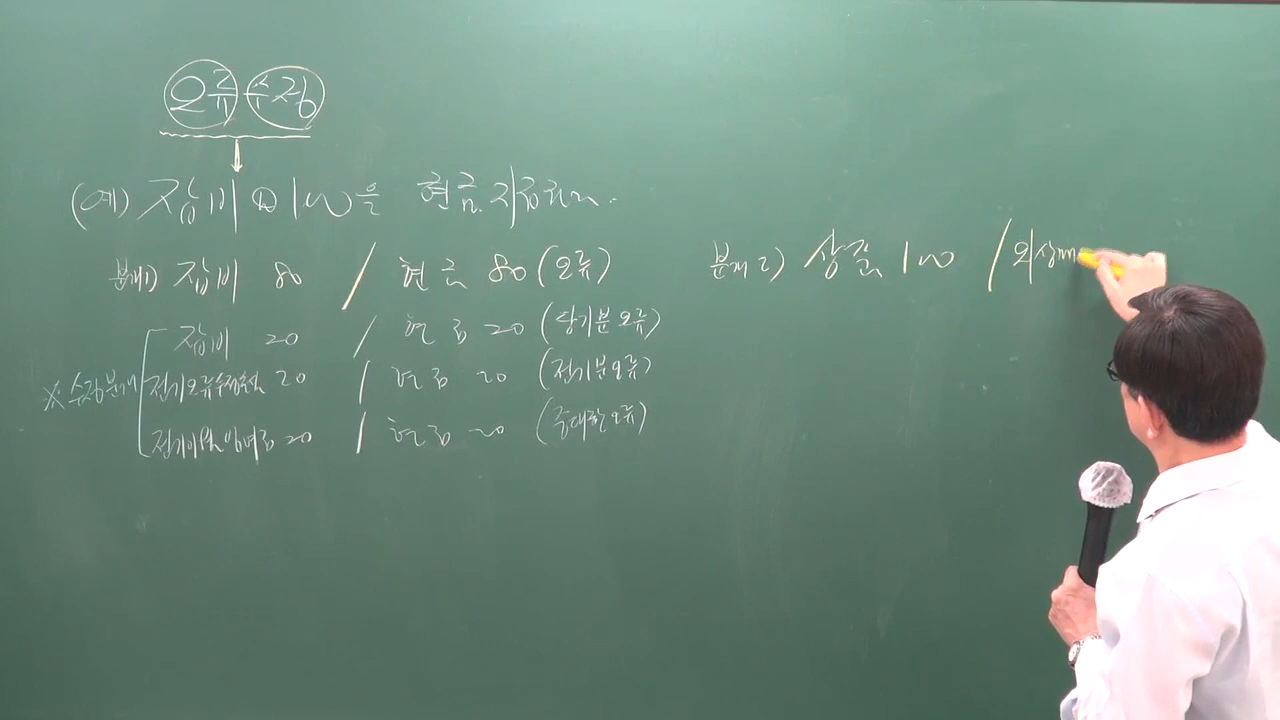 오류수정
(예) 잡비 ₩100을 현금지급하다.
분개1) 잡비 80 / 현금 80 (오류)
잡비 20 / 현금 20 (당기분오류)
※ 수정분개 전기오류수정손실 20 / 현금 20 (전기분오류)
전기이월잉여금 20 / 현금 20 (중대한오류)
분개2) 상품 100 / 외상매